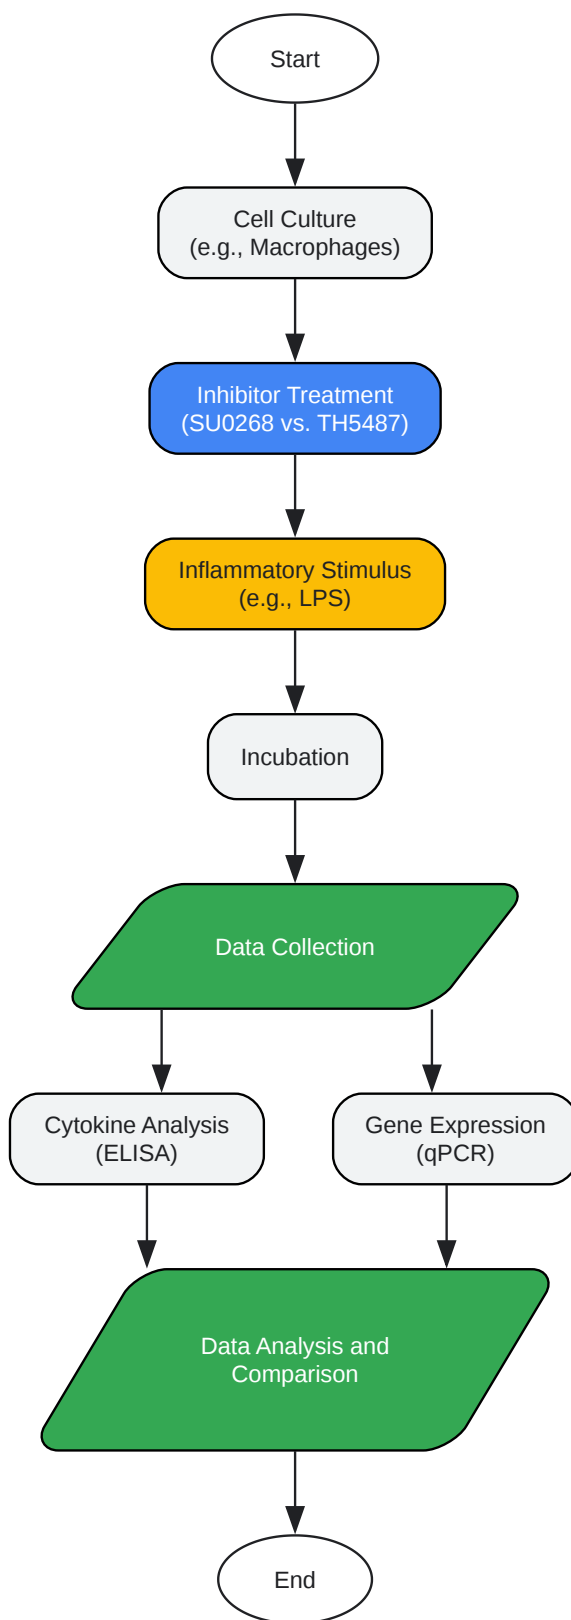 Start
Cell Culture
(e.g., Macrophages)
Inhibitor Treatment
(SU0268 vs. TH5487)
Inflammatory Stimulus
(e.g., LPS)
Incubation
Data Collection
Cytokine Analysis
(ELISA)
Gene Expression
(qPCR)
Data Analysis and
Comparison
End